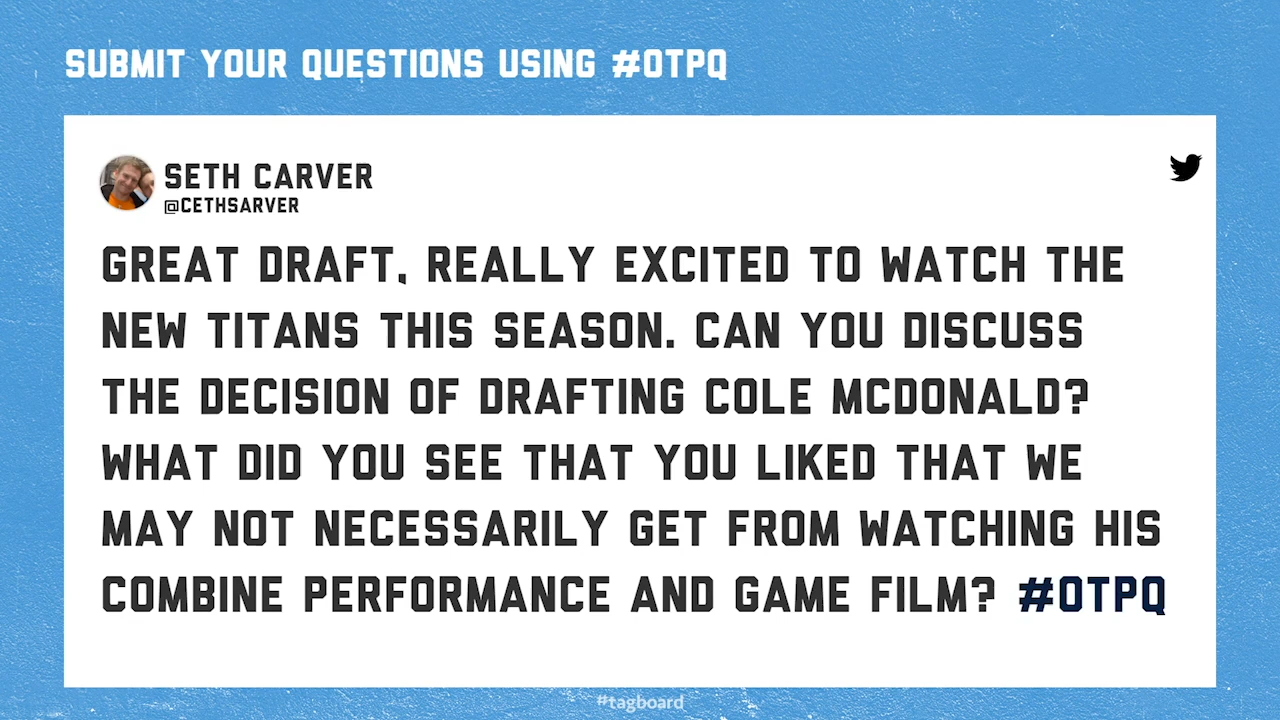 SUBMIT YOUR QUESTIONS USING #OTPQ
SETH CARVER
@CETHSARVER
GREAT DRAFT, REALLY EXCITED TO WATCH THE
NEW TITANS THIS SEASON. CAN YOU DISCUSS
THE DECISION OF DRAFTING COLE MCDONALD?
WHAT DID YOU SEE THAT YOU LIKED THAT WE
MAY NOT NECESSARILY GET FROM WATCHING HIS
COMBINE PERFORMANCE AND GAME FILM? #OTPQ
#tagboard